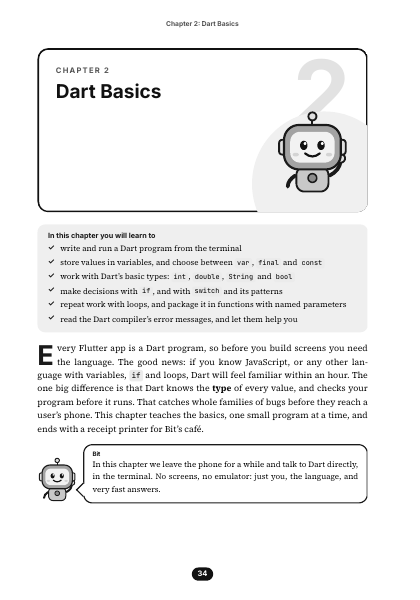 Chapter 2: Dart Basics
CHAPTER 2
2
Dart Basics
In this chapter you will learn to
✓ write and run a Dart program from the terminal
✓ store values in variables, and choose between var, final and const
✓ work with Dart's basic types: int, double, String and bool
✓ make decisions with if, and with switch and its patterns
✓ repeat work with loops, and package it in functions with named parameters
✓ read the Dart compiler's error messages, and let them help you
Every Flutter app is a Dart program, so before you build screens you need
the language. The good news: if you know JavaScript, or any other lan-
guage with variables, if and loops, Dart will feel familiar within an hour. The
one big difference is that Dart knows the type of every value, and checks your
program before it runs. That catches whole families of bugs before they reach a
user's phone. This chapter teaches the basics, one small program at a time, and
ends with a receipt printer for Bit's café.
Bit
In this chapter we leave the phone for a while and talk to Dart directly,
in the terminal. No screens, no emulator: just you, the language, and
very fast answers.
34